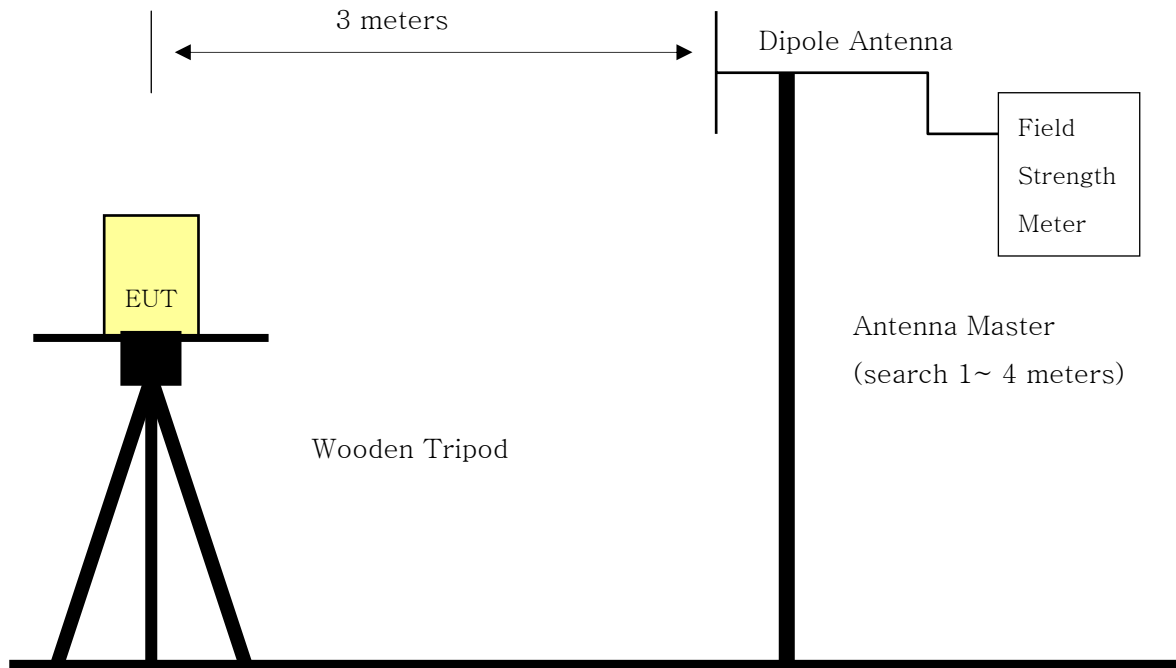 3 meters
Dipole Antenna
Field
Strength
Meter
EUT
Antenna Master
(search 1~ 4 meters)
Wooden Tripod